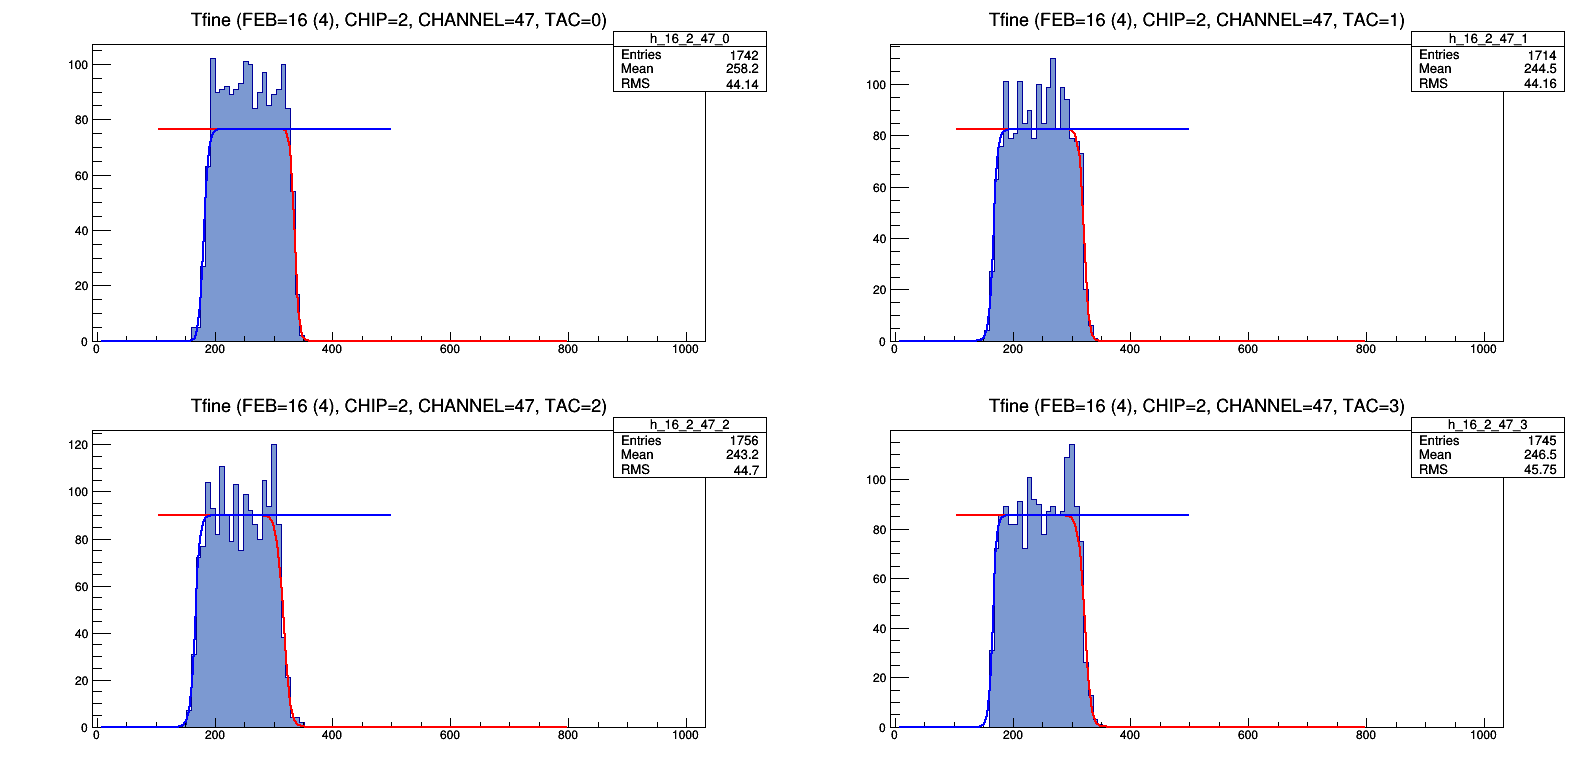 Tfine (FEB=16 (4), CHIP=2, CHANNEL=47, TAC=0)
h_16_2_47_0
Entries 1742
Mean 258.2
RMS 44.14
100
80
60
40
20
0
0 200 400 600 800 1000
Tfine (FEB=16 (4), CHIP=2, CHANNEL=47, TAC=1)
h_16_2_47_1
Entries 1714
Mean 244.5
RMS 44.16
100
80
60
40
20
0
0 200 400 600 800 1000
Tfine (FEB=16 (4), CHIP=2, CHANNEL=47, TAC=2)
h_16_2_47_2
Entries 1756
Mean 243.2
RMS 44.7
120
100
80
60
40
20
0
0 200 400 600 800 1000
Tfine (FEB=16 (4), CHIP=2, CHANNEL=47, TAC=3)
h_16_2_47_3
Entries 1745
Mean 246.5
RMS 45.75
100
80
60
40
20
0
0 200 400 600 800 1000